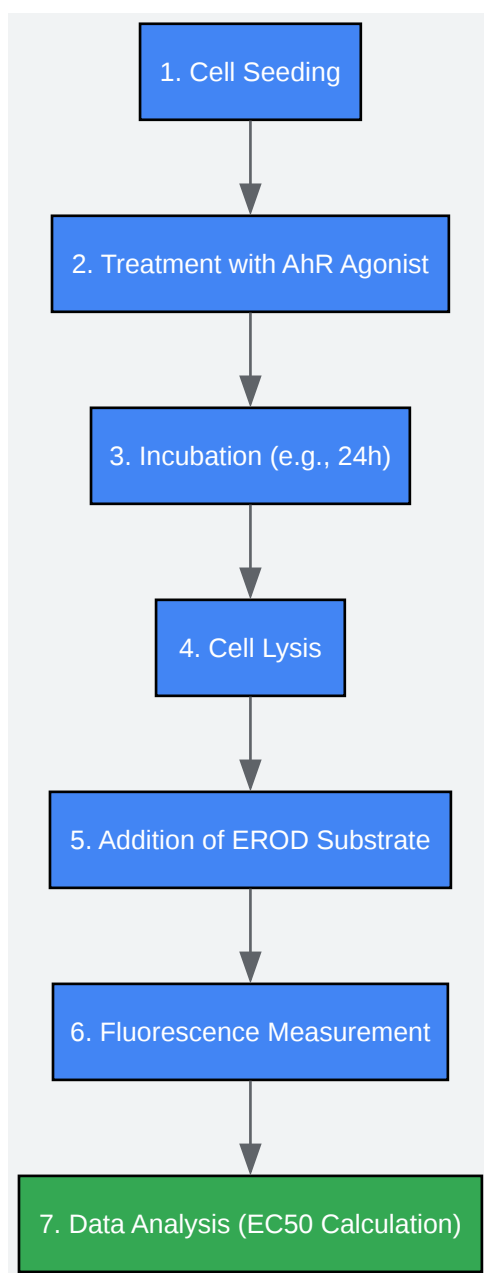 1. Cell Seeding
2. Treatment with AhR Agonist
3. Incubation (e.g., 24h)
4. Cell Lysis
5. Addition of EROD Substrate
6. Fluorescence Measurement
7. Data Analysis (EC50 Calculation)